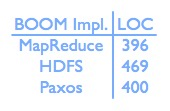 BOOM Impl. LOC
MapReduce 396
HDFS 469
Paxos 400